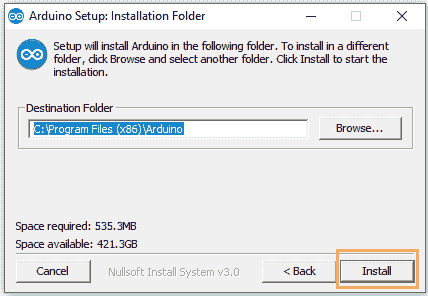 Arduino Setup: Installation Folder
Setup will install Arduino in the following folder. To install in a different
folder, click Browse and select another folder. Click Install to start the
installation.
Destination Folder
C:\Program Files (x86)\Arduino
Browse...
Space required: 535.3MB
Space available: 421.3GB
Cancel
Nullsoft Install System v3.0
< Back
Install